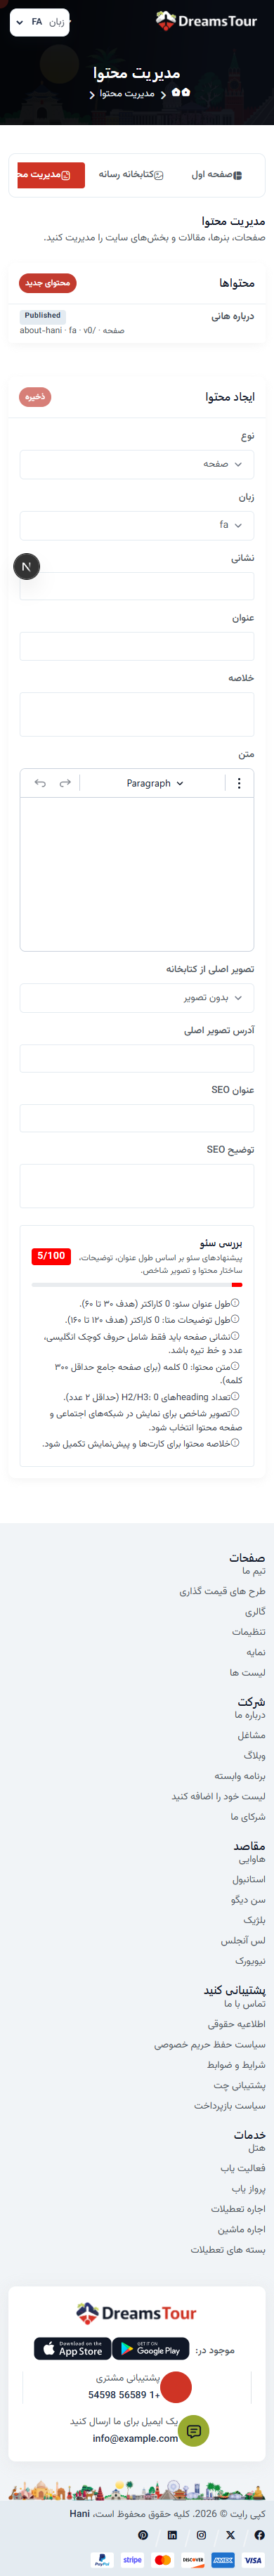 DreamsTour
زبان FA
مدیریت محتوا
مدیریت محتوا
صفحه اول
کتابخانه رسانه
مدیریت مح
مدیریت محتوا
صفحات، بنرها، مقالات و بخش‌های سایت را مدیریت کنید.
محتواها
محتوای جدید
درباره هانی
Published
صفحه · about-hani · fa · v0/
ایجاد محتوا
ذخیره
نوع
صفحه
زبان
fa
نشانی
N
عنوان
خلاصه
متن
Paragraph
تصویر اصلی از کتابخانه
بدون تصویر
آدرس تصویر اصلی
عنوان SEO
توضیح SEO
بررسی سئو
5/100
پیشنهادهای سئو بر اساس طول عنوان، توضیحات،
ساختار محتوا و تصویر شاخص.
طول عنوان سئو: 0 کاراکتر (هدف ۳۰ تا ۶۰).
طول توضیحات متا: 0 کاراکتر (هدف ۱۲۰ تا ۱۶۰).
نشانی صفحه باید فقط شامل حروف کوچک انگلیسی،
عدد و خط تیره باشد.
متن محتوا: 0 کلمه (برای صفحه جامع حداقل ۳۰۰
کلمه).
تعداد headingهای H2/H3: 0 (حداقل ۲ عدد).
تصویر شاخص برای نمایش در شبکه‌های اجتماعی و
صفحه محتوا انتخاب شود.
خلاصه محتوا برای کارت‌ها و پیش‌نمایش تکمیل شود.
صفحات
تیم ما
طرح های قیمت گذاری
گالری
تنظیمات
نمایه
لیست ها
شرکت
درباره ما
مشاغل
وبلاگ
برنامه وابسته
لیست خود را اضافه کنید
شرکای ما
مقاصد
هاوایی
استانبول
سن دیگو
بلژیک
لس آنجلس
نیویورک
پشتیبانی کنید
تماس با ما
اطلاعیه حقوقی
سیاست حفظ حریم خصوصی
شرایط و ضوابط
پشتیبانی چت
سیاست بازپرداخت
خدمات
هتل
فعالیت یاب
پرواز یاب
اجاره تعطیلات
اجاره ماشین
بسته های تعطیلات
DreamsTour
موجود در:
GET IT ON Google Play
Download on the App Store
پشتیبانی مشتری
+1 56589 54598
یک ایمیل برای ما ارسال کنید
info@example.com
کپی رایت © 2026. کلیه حقوق محفوظ است، Hani
VISA
AMEX
DISCOVER
mastercard
stripe
PayPal